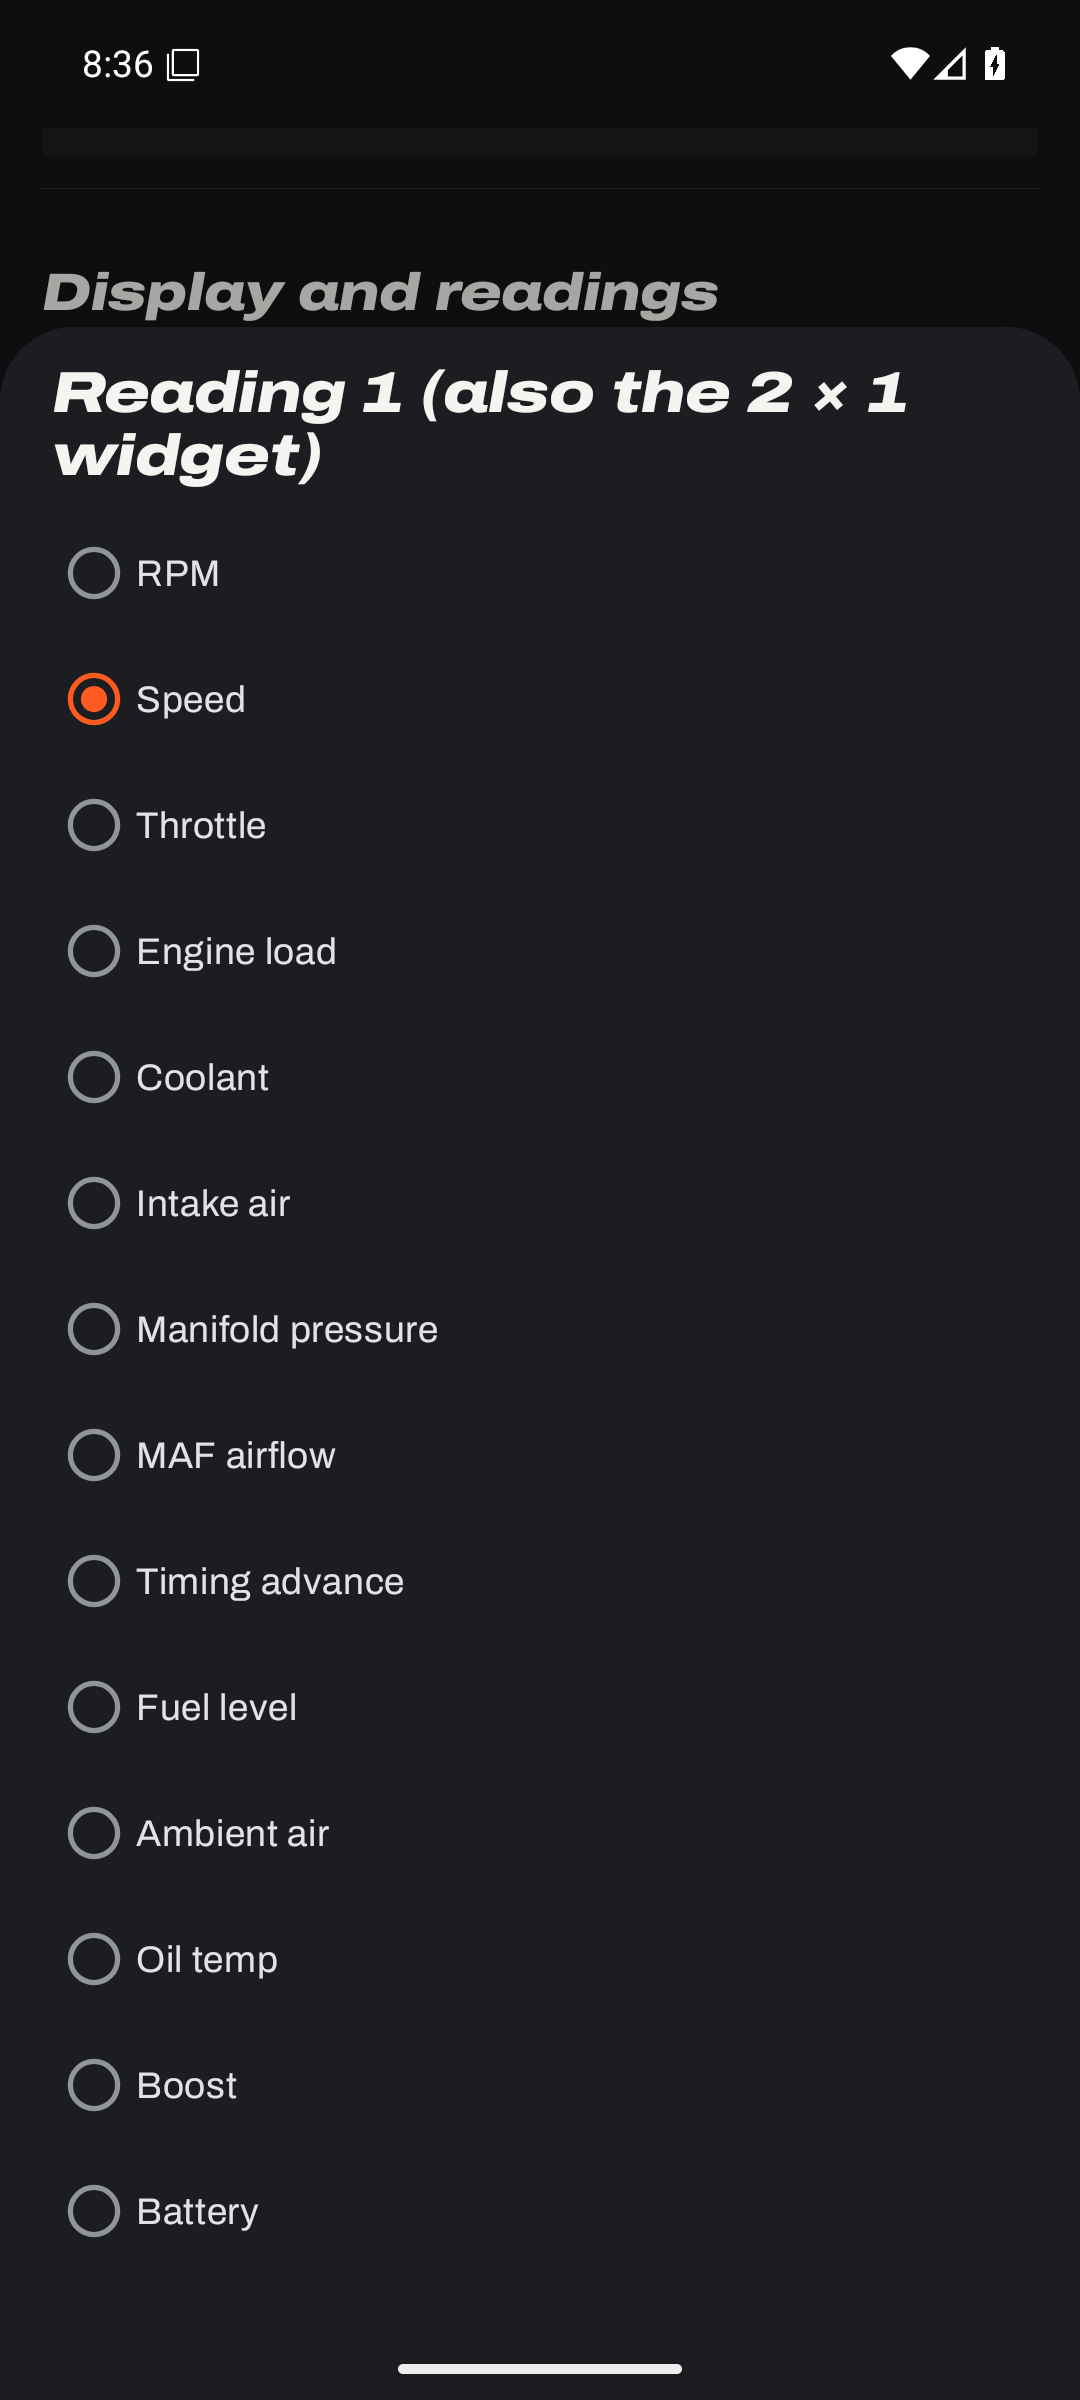 8:36
Display and readings
Reading 1 (also the 2 × 1
widget)
RPM
Speed
Throttle
Engine load
Coolant
Intake air
Manifold pressure
MAF airflow
Timing advance
Fuel level
Ambient air
Oil temp
Boost
Battery